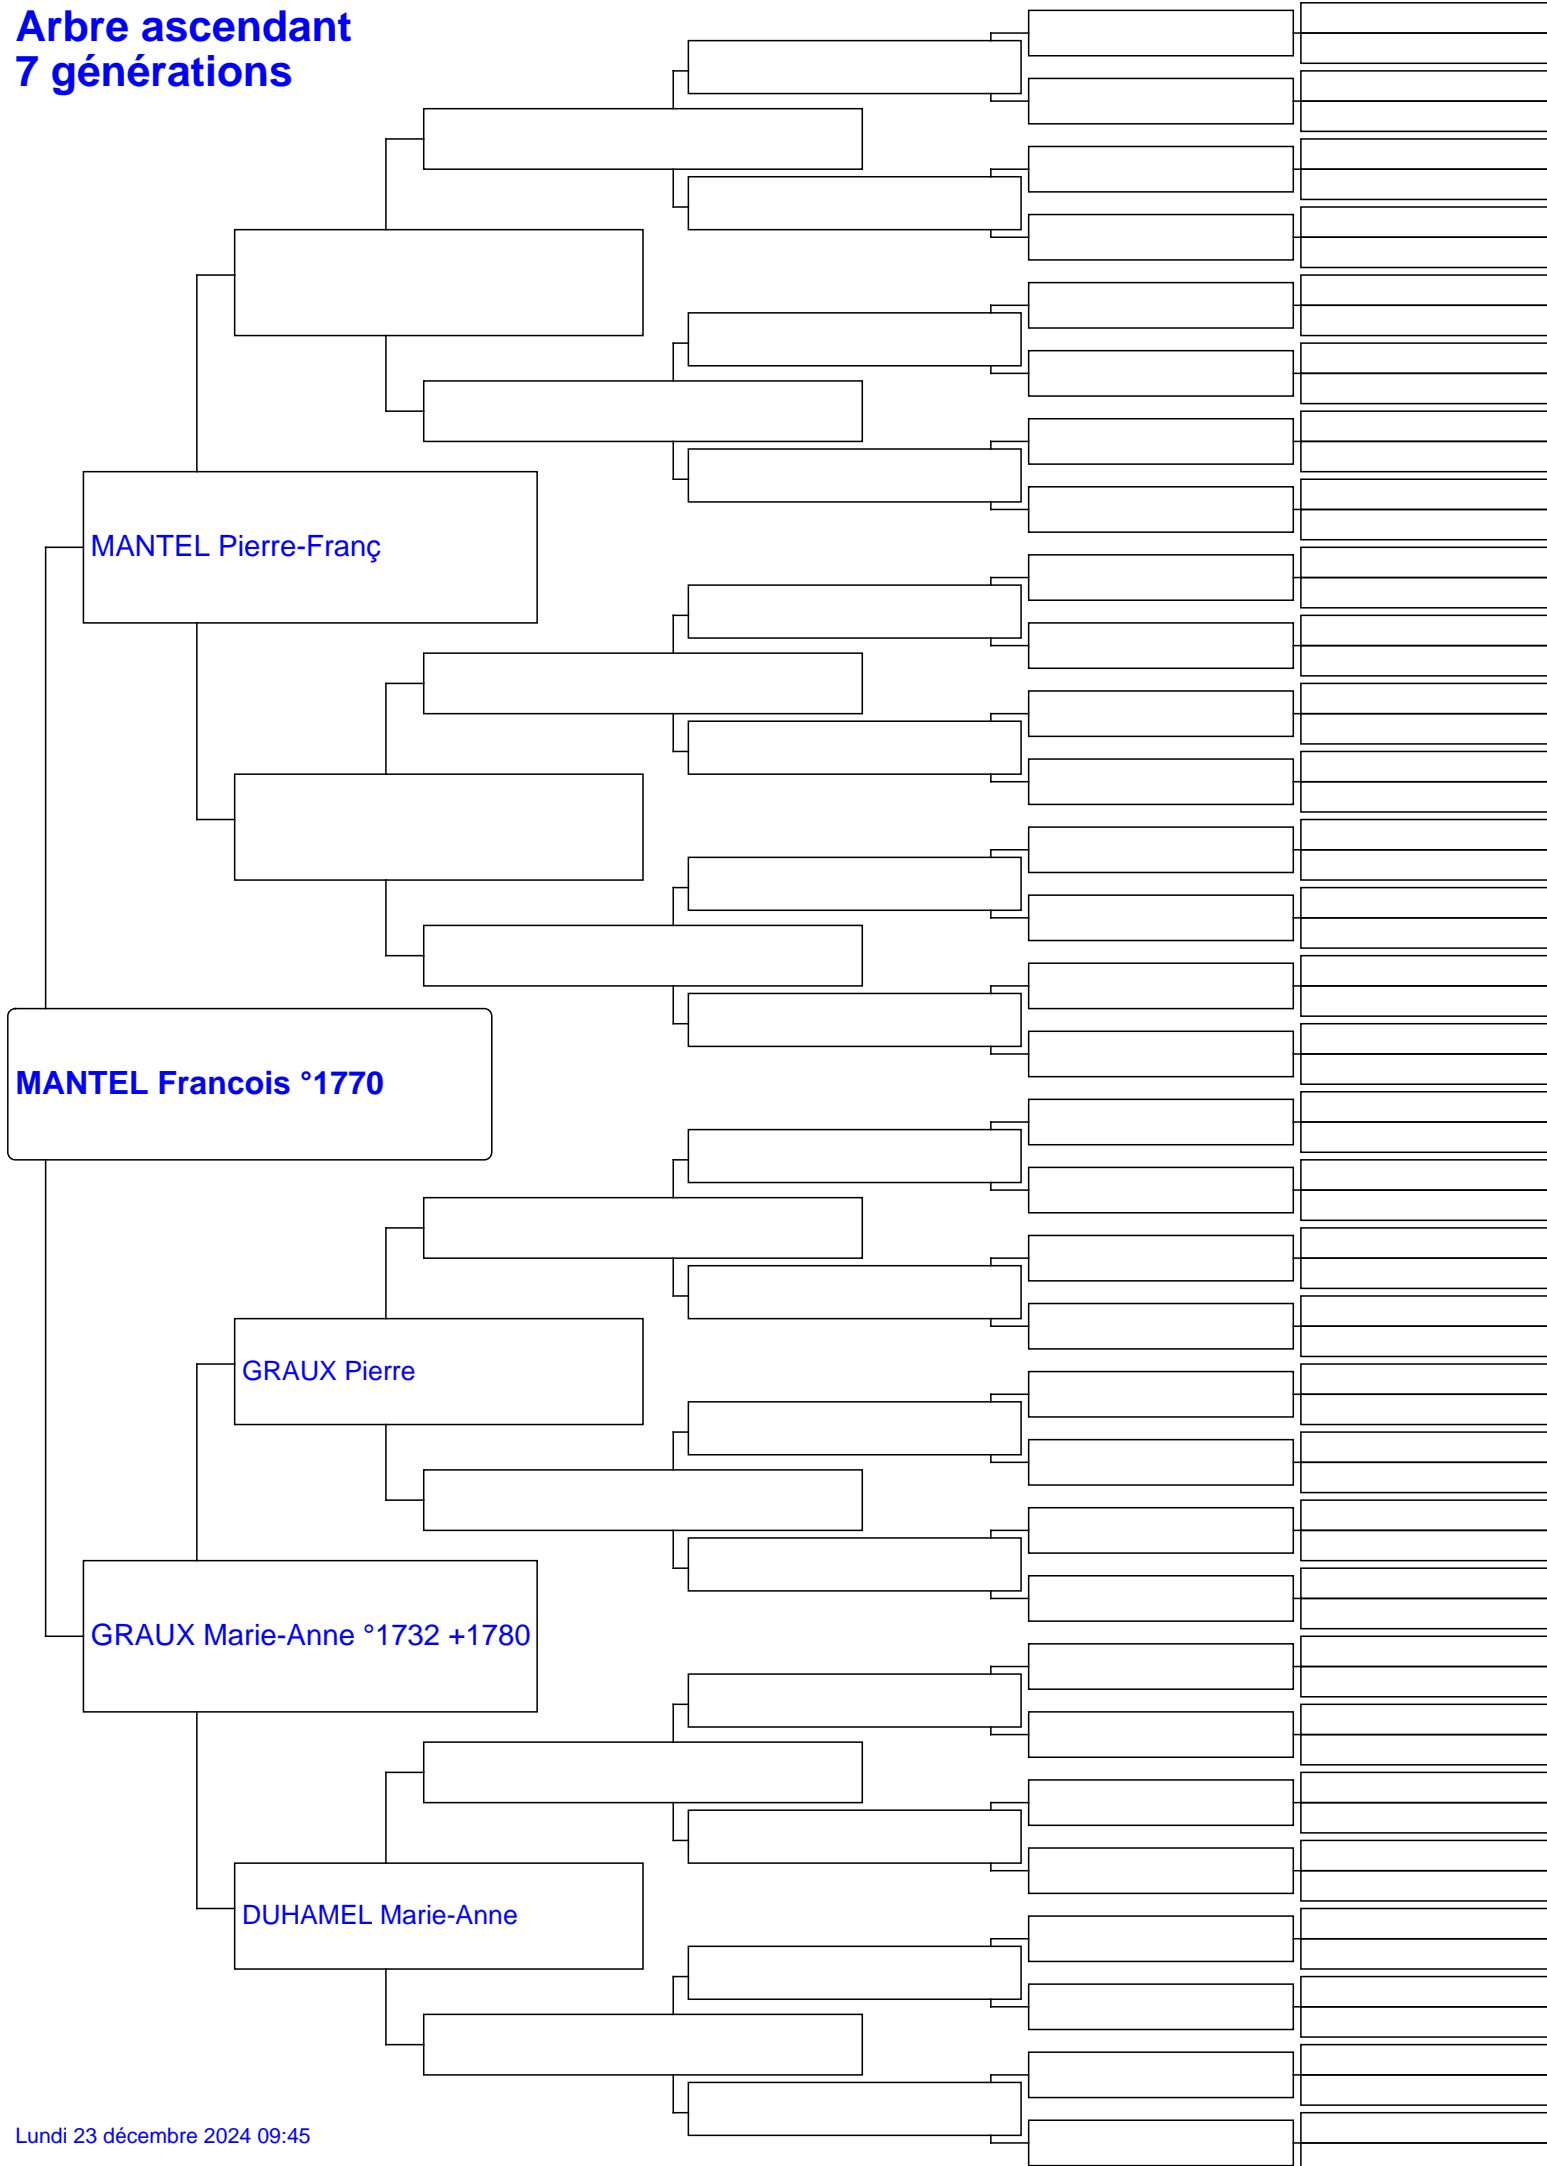 Arbre ascendant
7 générations
MANTEL Pierre-Franç
MANTEL Francois °1770
GRAUX Pierre
GRAUX Marie-Anne °1732 +1780
DUHAMEL Marie-Anne
Lundi 23 décembre 2024 09:45